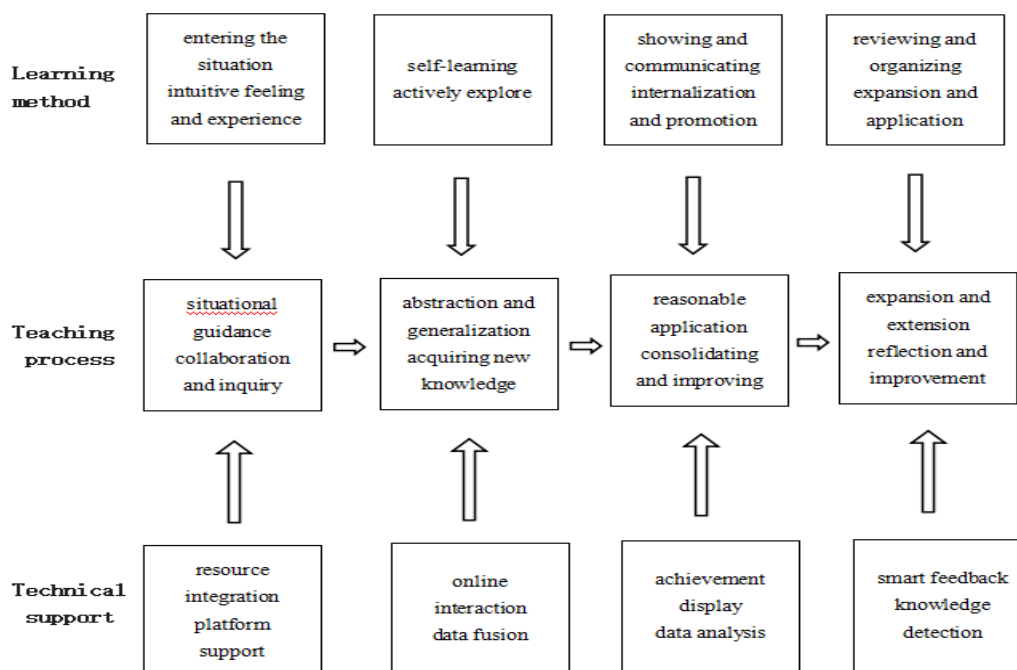 Learning
method
entering the
situation
intuitive feeling
and experience
self-learning
actively explore
showing and
communicating
internalization
and promotion
reviewing and
organizing
expansion and
application
Teaching
process
situational
guidance
collaboration
and inquiry
abstraction and
generalization
acquiring new
knowledge
reasonable
application
consolidating
and improving
expansion and
extension
reflection and
improvement
Technical
support
resource
integration
platform
support
online
interaction
data fusion
achievement
display
data analysis
smart feedback
knowledge
detection